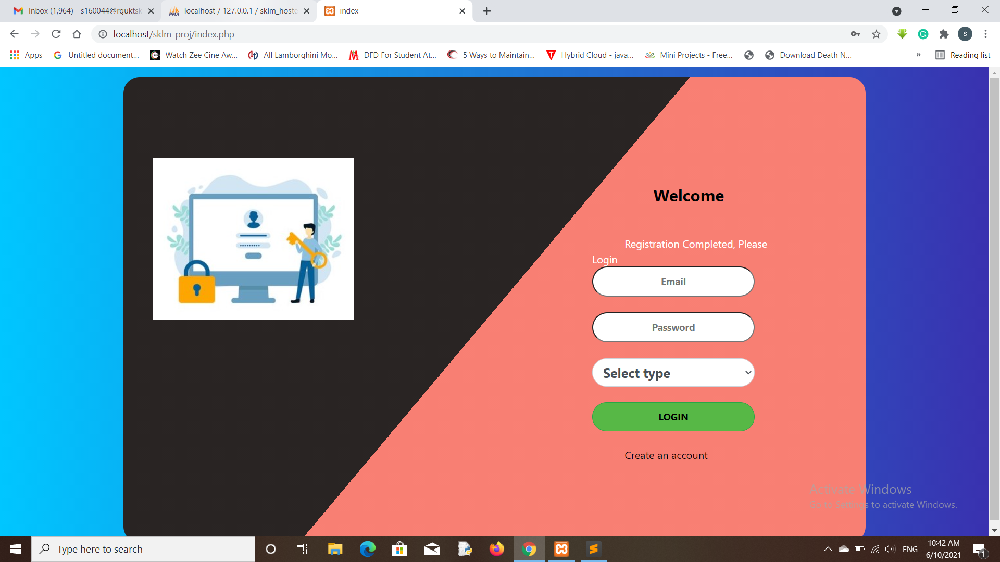 Inbox (1,964) - s160044@rguktsk
localhost / 127.0.0.1 / sklm_hoste
index
localhost/sklm_proj/index.php
S
Apps
Untitled document...
Watch Zee Cine Aw...
All Lamborghini Mo...
DFD For Student At...
5 Ways to Maintain...
Hybrid Cloud - java...
Mini Projects - Free...
Download Death N...
»
Reading list
Welcome
Registration Completed, Please
Login
Email
Password
Select type
LOGIN
Create an account
Activate Windows
Go to Settings to activate Windows.
Type here to search
ENG
10:42 AM
6/10/2021
1